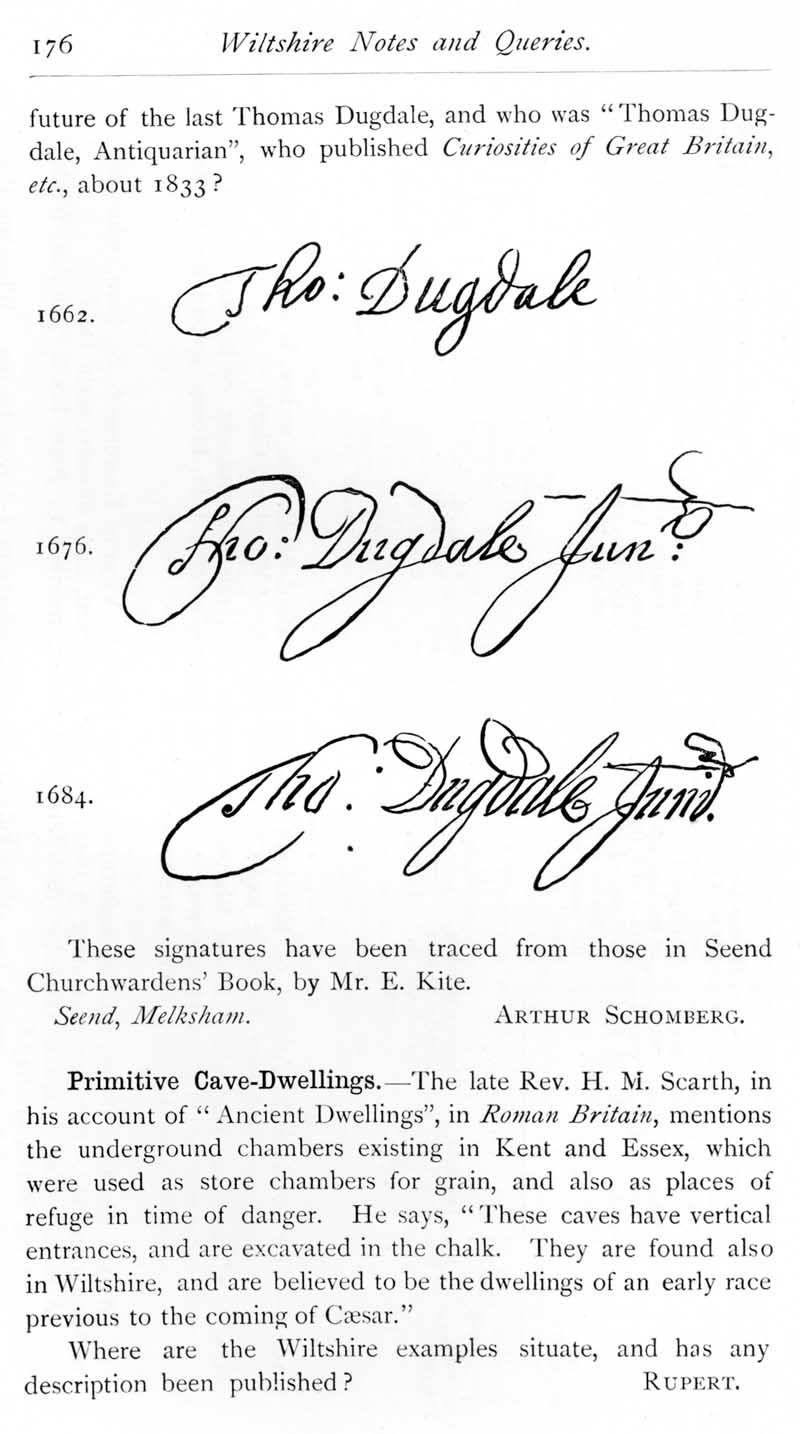 176 Wiltshire Notes and Queries.
future of the last Thomas Dugdale, and who was “Thomas Dug-
dale, Antiquarian”, who published Curiosities of Great Britain,
etc., about 1833 ?
1662. Tho: Dugdale
1676. Tho: Dugdale Junᵒ:
1684. Tho: Dugdale Junᵒ.
These signatures have been traced from those in Seend
Churchwardens’ Book, by Mr. E. Kite.
Seend, Melksham. ARTHUR SCHOMBERG.
Primitive Cave-Dwellings.—The late Rev. H. M. Scarth, in
his account of “ Ancient Dwellings”, in Roman Britain, mentions
the underground chambers existing in Kent and Essex, which
were used as store chambers for grain, and also as places of
refuge in time of danger. He says, “These caves have vertical
entrances, and are excavated in the chalk. They are found also
in Wiltshire, and are believed to be the dwellings of an early race
previous to the coming of Cæsar.”
Where are the Wiltshire examples situate, and has any
description been published ? RUPERT.